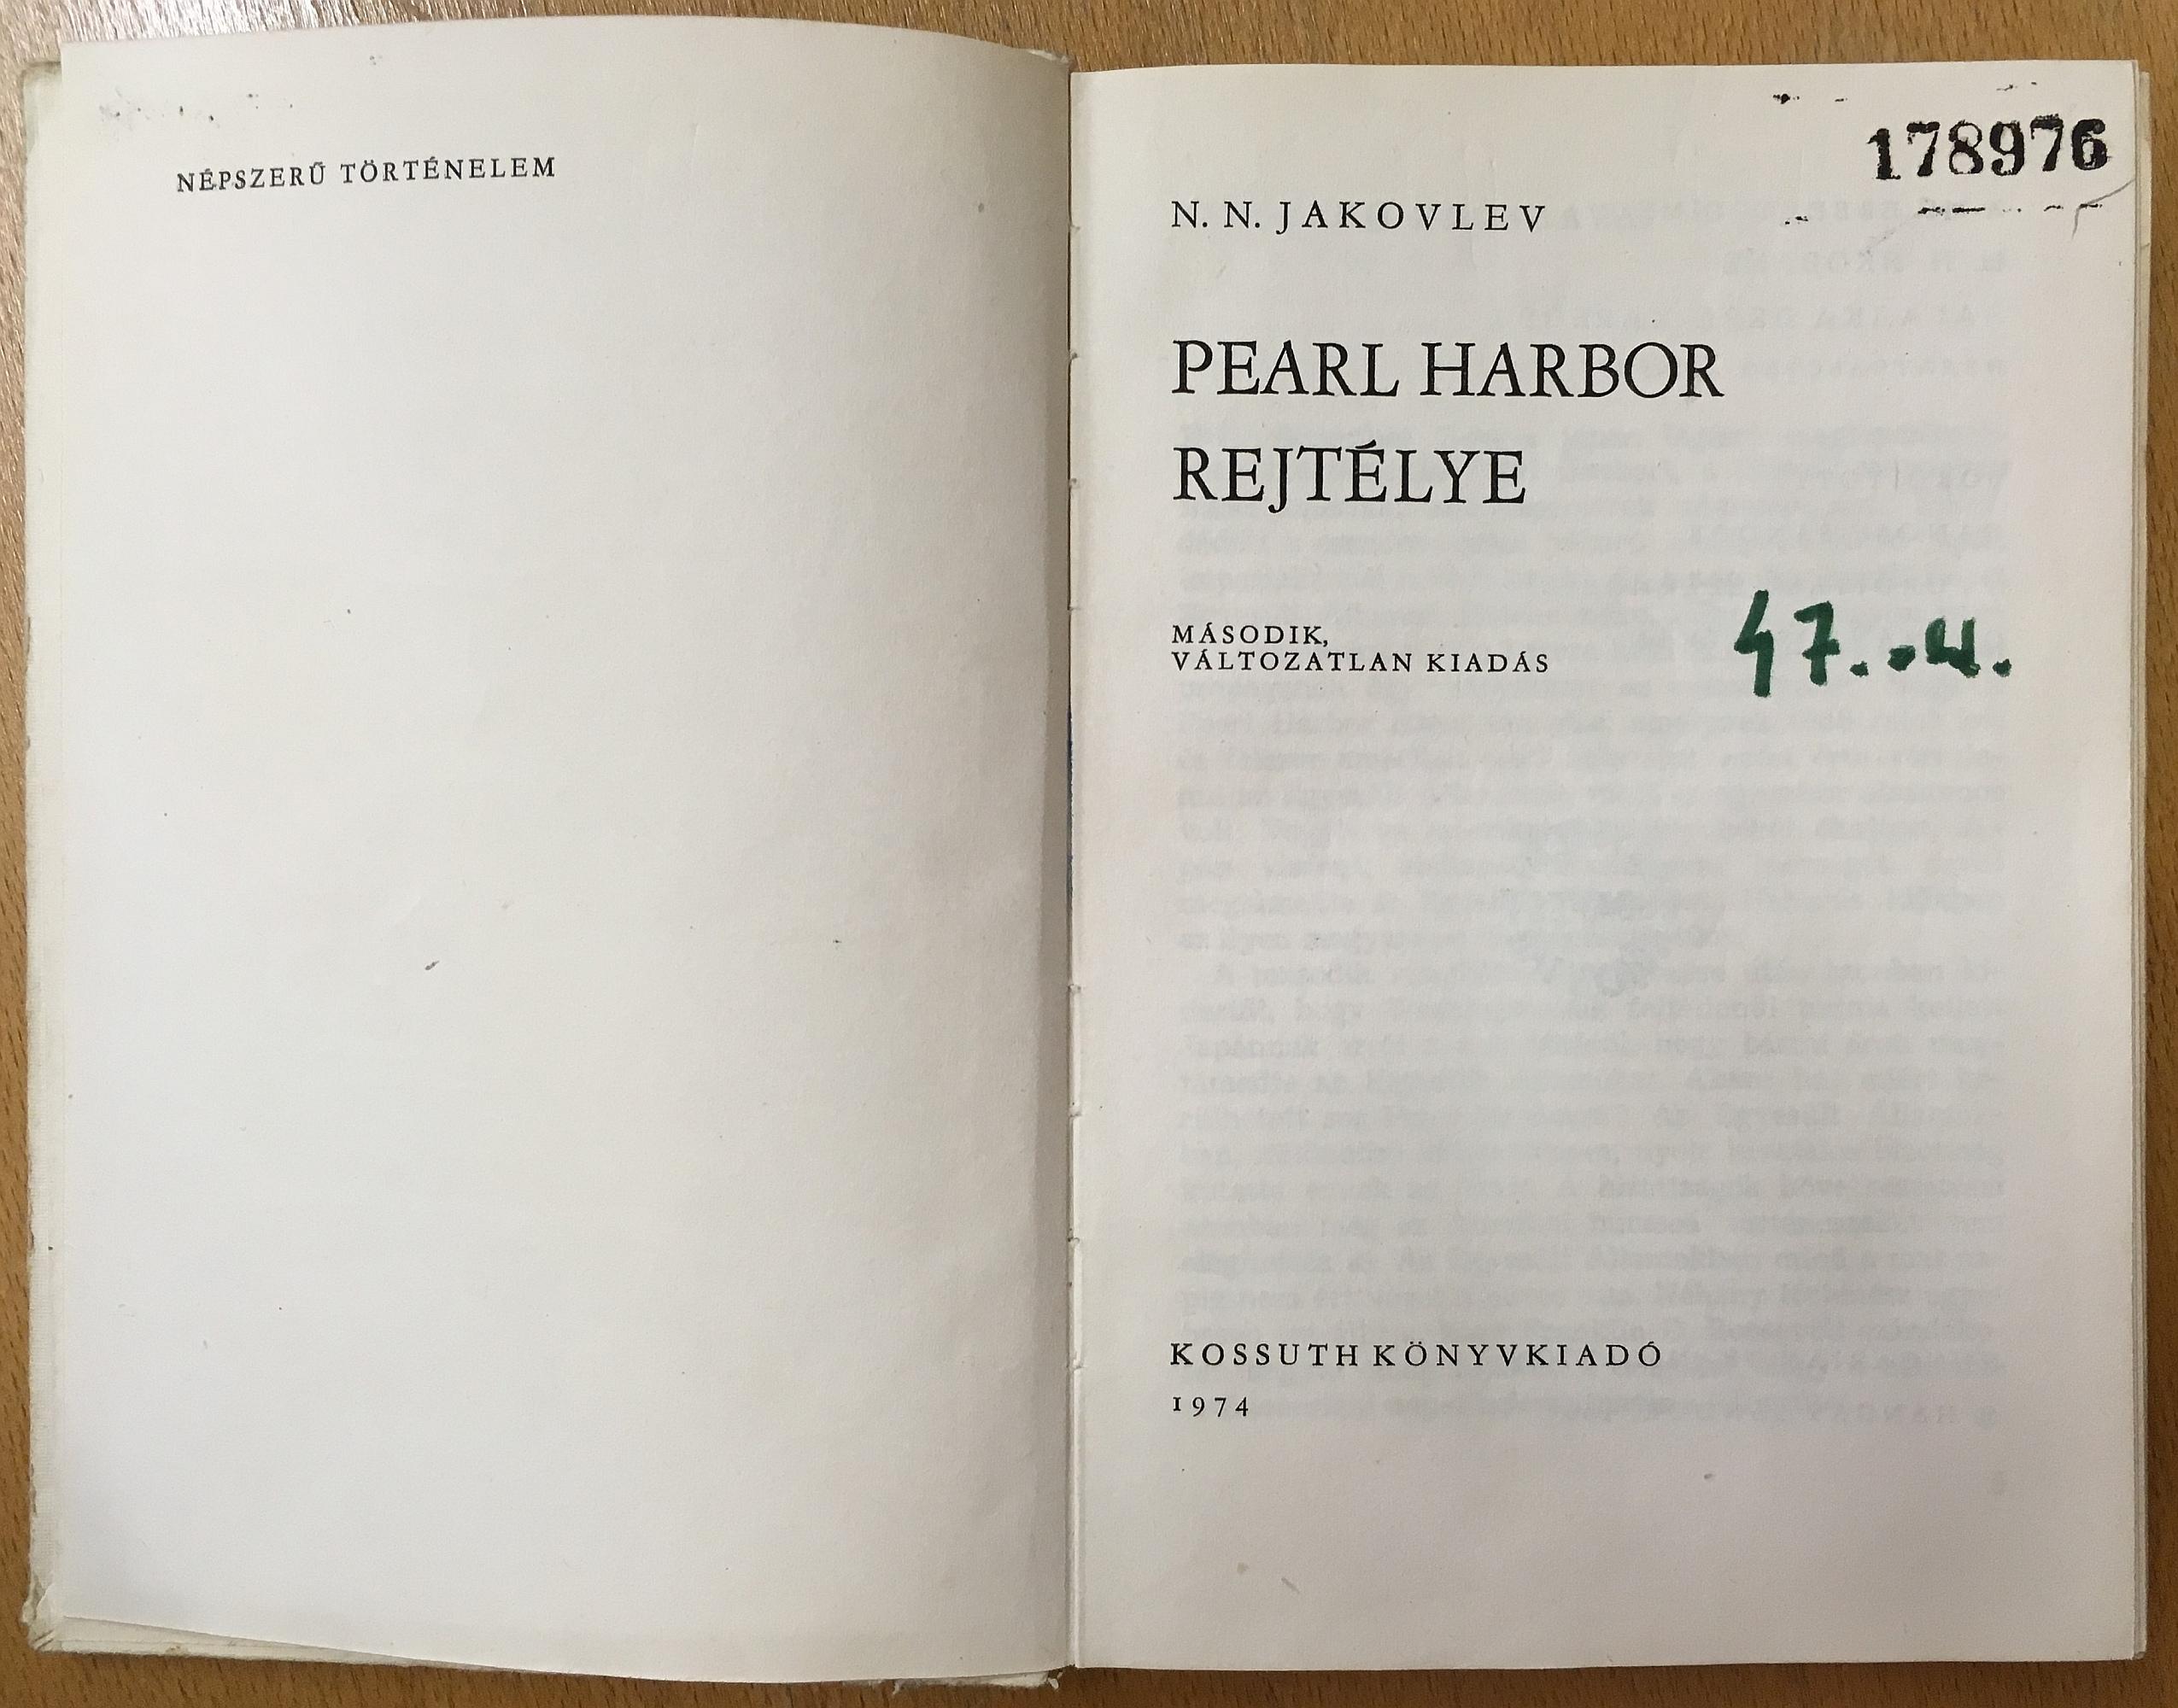 NÉPSZERŰ TÖRTÉNELEM
178976
N. N. JAKOVLEV
PEARL HARBOR
REJTÉLYE
MÁSODIK,
VÁLTOZATLAN KIADÁS
47.-4.
KOSSUTH KÖNYVKIADÓ
1974